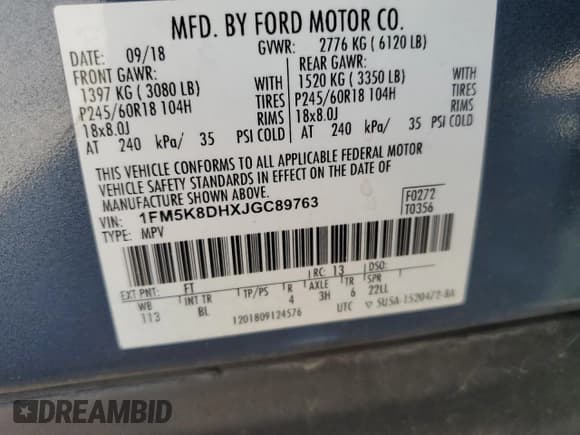 MFD. BY FORD MOTOR CO.
DATE: 09/18 GVWR: 2776 KG ( 6120 LB)
FRONT GAWR: REAR GAWR:
1397 KG ( 3080 LB) WITH 1520 KG ( 3350 LB) WITH
P245/60R18 104H TIRES P245/60R18 104H TIRES
18x8.0J RIMS 18x8.0J RIMS
AT 240 kPa/ 35 PSI COLD AT 240 kPa/ 35 PSI COLD
THIS VEHICLE CONFORMS TO ALL APPLICABLE FEDERAL MOTOR
VEHICLE SAFETY STANDARDS IN EFFECT ON THE DATE OF
MANUFACTURE SHOWN ABOVE.
VIN: 1FM5K8DHXJGC89763 F0272
TYPE: MPV T0356
EXT PNT: FT RC: 13 DSO:
WB INT TR TP/PS R AXLE TR SPR
113 BL 4 3H 6 22LL
1201809124576 UTC ▽ 5USA-1520472-BA
DREAMBID